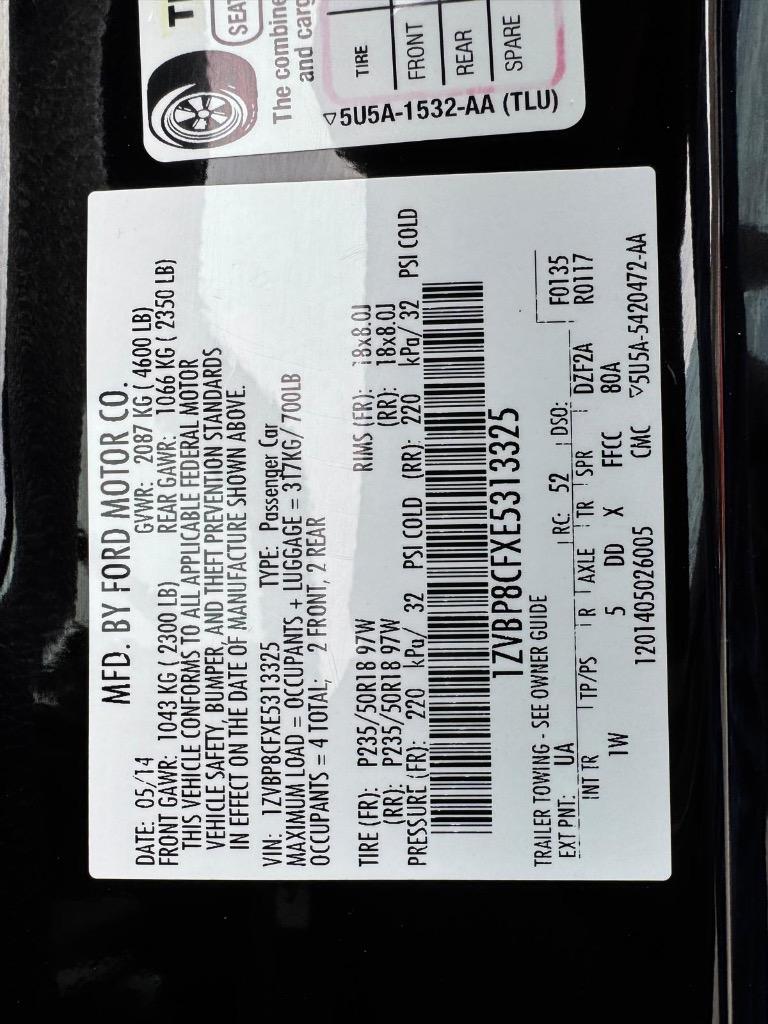 MFD. BY FORD MOTOR CO.
DATE: 05/14 GVWR: 2087 KG ( 4600 LB)
FRONT GAWR: 1043 KG ( 2300 LB) REAR GAWR: 1066 KG ( 2350 LB)
THIS VEHICLE CONFORMS TO ALL APPLICABLE FEDERAL MOTOR
VEHICLE SAFETY, BUMPER, AND THEFT PREVENTION STANDARDS
IN EFFECT ON THE DATE OF MANUFACTURE SHOWN ABOVE.
VIN: 1ZVBP8CFXE5313325 TYPE: Passenger Car
MAXIMUM LOAD = OCCUPANTS + LUGGAGE = 317KG/ 700LB
OCCUPANTS = 4 TOTAL; 2 FRONT, 2 REAR
TIRE (FR): P235/50R18 97W RIMS (FR): 18x8.0J
(RR): P235/50R18 97W (RR): 18x8.0J
PRESSURE (FR): 220 kPa/ 32 PSI COLD (RR): 220 kPa/ 32 PSI COLD
1ZVBP8CFXE5313325
TRAILER TOWING - SEE OWNER GUIDE
EXT PNT: UA RC: 52 DSO: F0135
R0117
INT TR TP/PS R AXLE TR SPR DZF2A
1W 5 DD X FFCC 80A
1201405026005 CMC ▽5U5A-5420472-AA
SEAT
The combine
and carg
TIRE
FRONT
REAR
SPARE
▽5U5A-1532-AA (TLU)